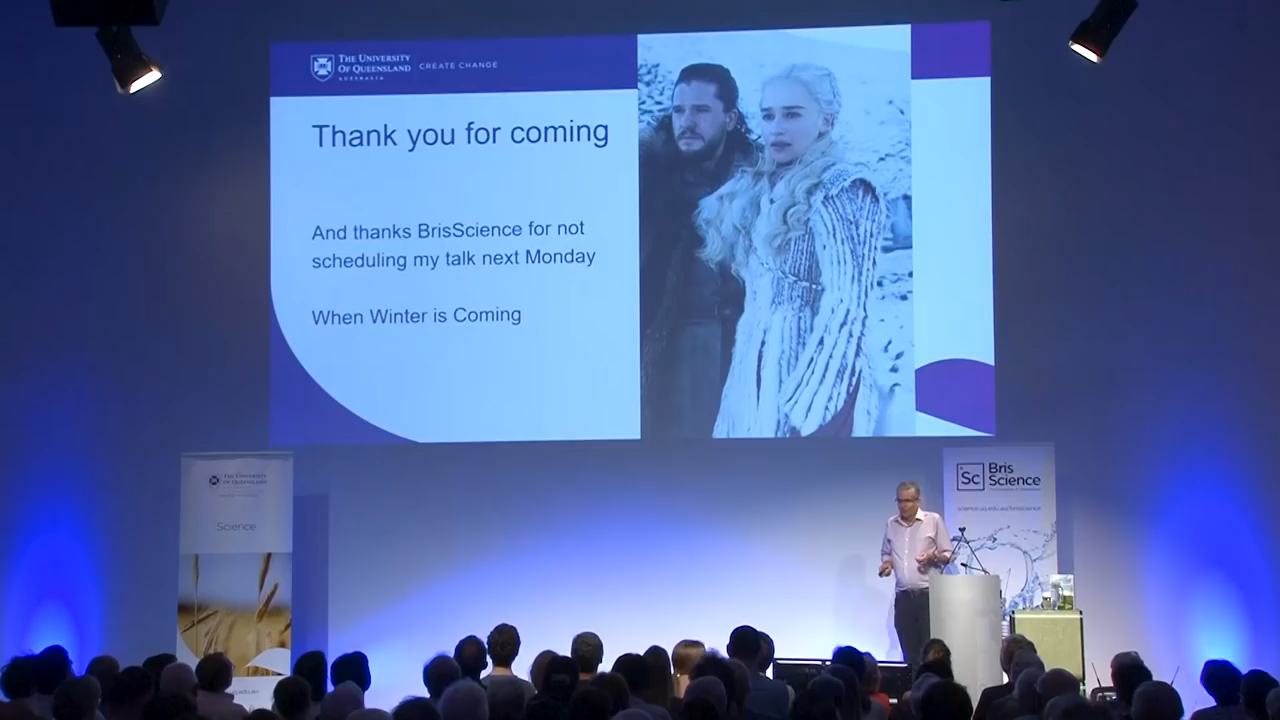 THE UNIVERSITY
OF QUEENSLAND
AUSTRALIA
CREATE CHANGE
Thank you for coming
And thanks BrisScience for not
scheduling my talk next Monday
When Winter is Coming
THE UNIVERSITY
OF QUEENSLAND
Science
Sc
Bris
Science